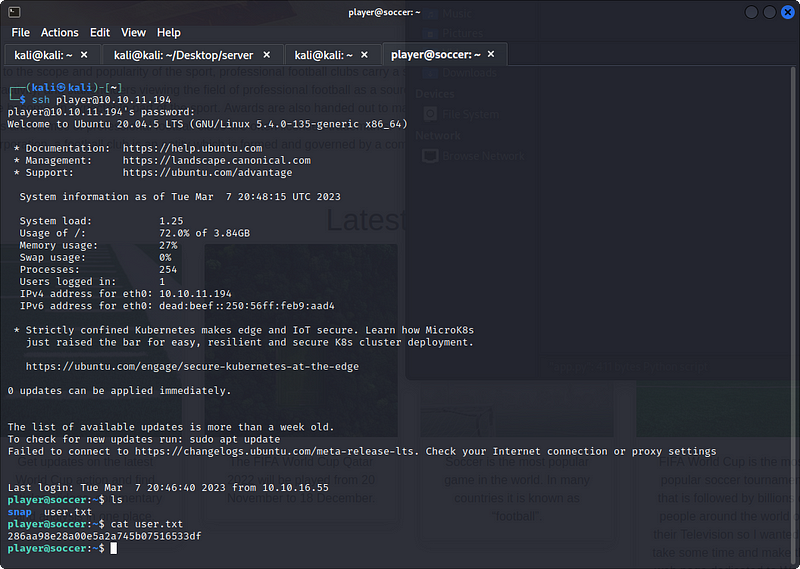 player@soccer: ~
File Actions Edit View Help
kali@kali: ~ × kali@kali: ~/Desktop/server × kali@kali: ~ × player@soccer: ~ ×
┌──(kali㉿kali)-[~]
└─$ ssh player@10.10.11.194
player@10.10.11.194's password:
Welcome to Ubuntu 20.04.5 LTS (GNU/Linux 5.4.0-135-generic x86_64)
* Documentation: https://help.ubuntu.com
* Management: https://landscape.canonical.com
* Support: https://ubuntu.com/advantage
System information as of Tue Mar 7 20:48:15 UTC 2023
System load: 1.25
Usage of /: 72.0% of 3.84GB
Memory usage: 27%
Swap usage: 0%
Processes: 254
Users logged in: 1
IPv4 address for eth0: 10.10.11.194
IPv6 address for eth0: dead:beef::250:56ff:feb9:aad4
* Strictly confined Kubernetes makes edge and IoT secure. Learn how MicroK8s
just raised the bar for easy, resilient and secure K8s cluster deployment.
https://ubuntu.com/engage/secure-kubernetes-at-the-edge
0 updates can be applied immediately.
The list of available updates is more than a week old.
To check for new updates run: sudo apt update
Failed to connect to https://changelogs.ubuntu.com/meta-release-lts. Check your Internet connection or proxy settings
Last login: Tue Mar 7 20:46:40 2023 from 10.10.16.55
player@soccer:~$ ls
snap user.txt
player@soccer:~$ cat user.txt
286aa98e28a00e5a2a745b07516533df
player@soccer:~$
Music
Pictures
Devices
File System
Network
Browse Network
Latest